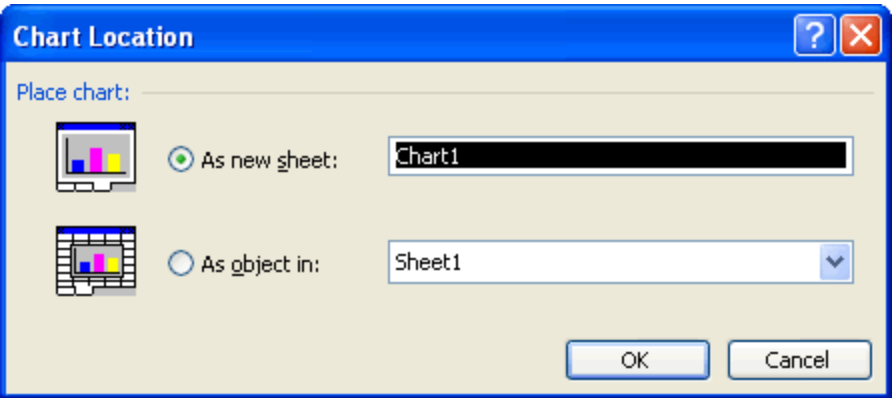 Chart Location
Place chart:
As new sheet: Chart1
As object in: Sheet1
OK Cancel